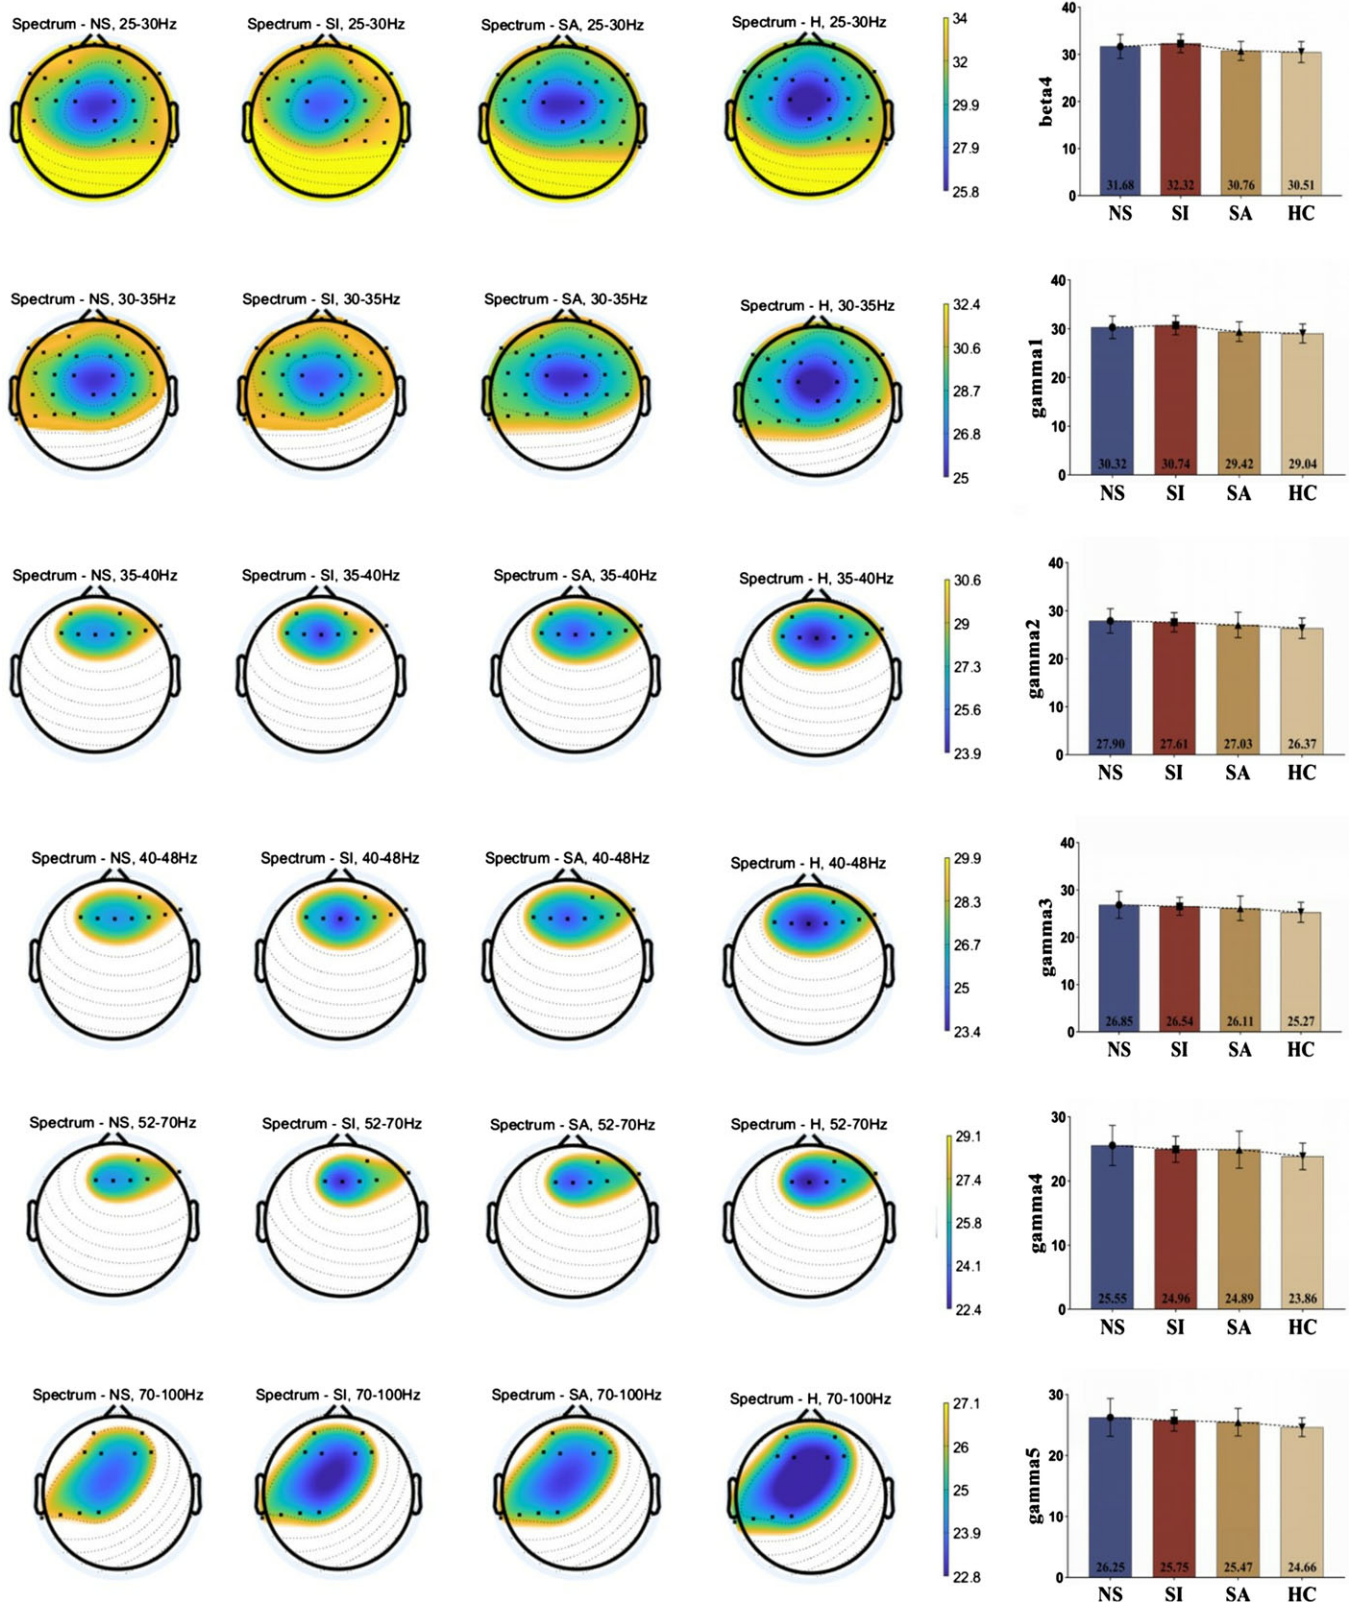 Spectrum - NS, 25-30Hz
Spectrum - SI, 25-30Hz
Spectrum - SA, 25-30Hz
Spectrum - H, 25-30Hz
34
32
29.9
27.9
25.8
beta4
40
30
20
10
0
31.68
32.32
30.76
30.51
NS
SI
SA
HC
Spectrum - NS, 30-35Hz
Spectrum - SI, 30-35Hz
Spectrum - SA, 30-35Hz
Spectrum - H, 30-35Hz
32.4
30.6
28.7
26.8
25
gamma1
40
30
20
10
0
30.32
30.74
29.42
29.04
NS
SI
SA
HC
Spectrum - NS, 35-40Hz
Spectrum - SI, 35-40Hz
Spectrum - SA, 35-40Hz
Spectrum - H, 35-40Hz
30.6
29
27.3
25.6
23.9
gamma2
40
30
20
10
0
27.90
27.61
27.03
26.37
NS
SI
SA
HC
Spectrum - NS, 40-48Hz
Spectrum - SI, 40-48Hz
Spectrum - SA, 40-48Hz
Spectrum - H, 40-48Hz
29.9
28.3
26.7
25
23.4
gamma3
40
30
20
10
0
26.85
26.54
26.11
25.27
NS
SI
SA
HC
Spectrum - NS, 52-70Hz
Spectrum - SI, 52-70Hz
Spectrum - SA, 52-70Hz
Spectrum - H, 52-70Hz
29.1
27.4
25.8
24.1
22.4
gamma4
30
20
10
0
25.55
24.96
24.89
23.86
NS
SI
SA
HC
Spectrum - NS, 70-100Hz
Spectrum - SI, 70-100Hz
Spectrum - SA, 70-100Hz
Spectrum - H, 70-100Hz
27.1
26
25
23.9
22.8
gamma5
30
20
10
0
26.25
25.75
25.47
24.66
NS
SI
SA
HC